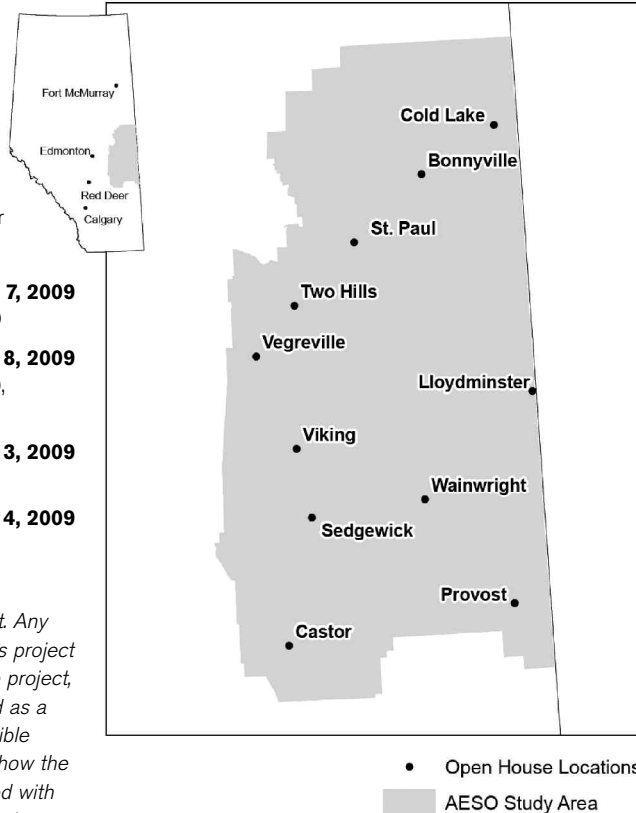 Fort McMurray
Edmonton
Red Deer
Calgary
r
7, 2009
8, 2009
3, 2009
4, 2009
t. Any
s project
project,
d as a
ible
how the
ed with
Cold Lake
Bonnyville
St. Paul
Two Hills
Vegreville
Lloydminster
Viking
Wainwright
Sedgewick
Provost
Castor
Open House Locations
AESO Study Area